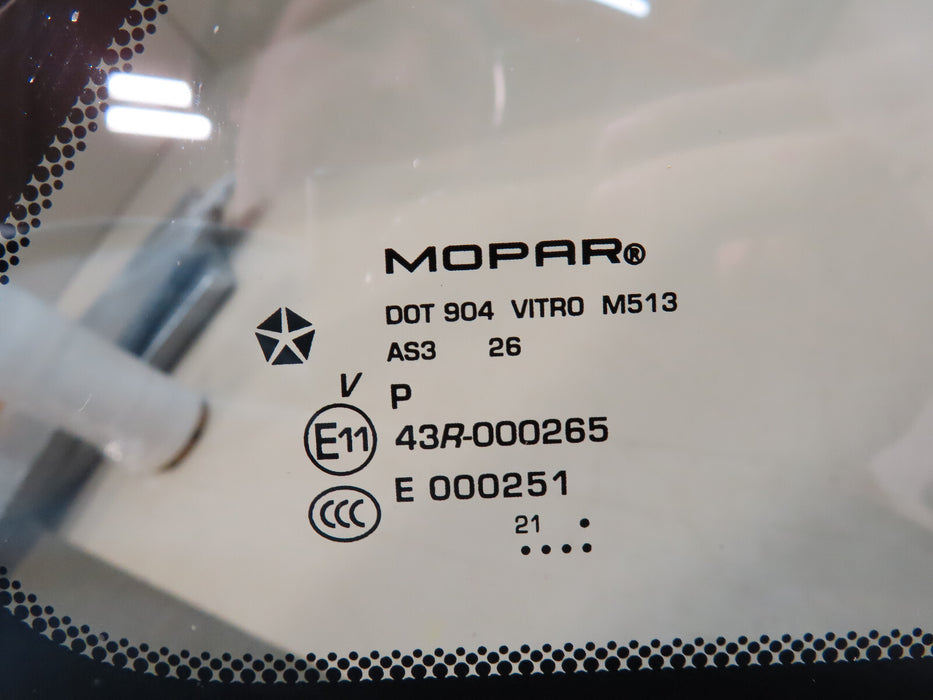 MOPAR®
DOT 904 VITRO M513
AS3 26
V P
E11 43R-000265
CCC E 000251
21 •
• • • •